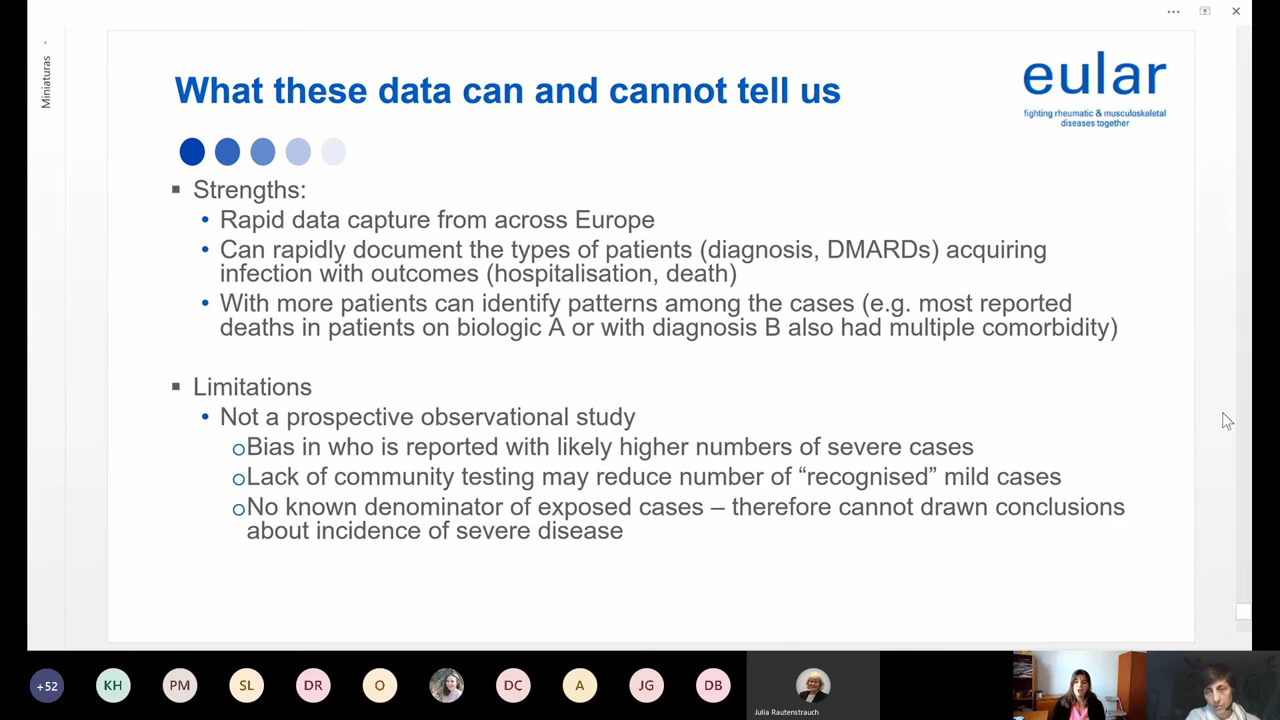 Miniaturas
What these data can and cannot tell us
eular
fighting rheumatic & musculoskeletal
diseases together
▪ Strengths:
• Rapid data capture from across Europe
• Can rapidly document the types of patients (diagnosis, DMARDs) acquiring
infection with outcomes (hospitalisation, death)
• With more patients can identify patterns among the cases (e.g. most reported
deaths in patients on biologic A or with diagnosis B also had multiple comorbidity)
▪ Limitations
• Not a prospective observational study
oBias in who is reported with likely higher numbers of severe cases
oLack of community testing may reduce number of “recognised” mild cases
oNo known denominator of exposed cases – therefore cannot drawn conclusions
about incidence of severe disease
+52 KH PM SL DR O DC A JG DB
Julia Rautenstrauch